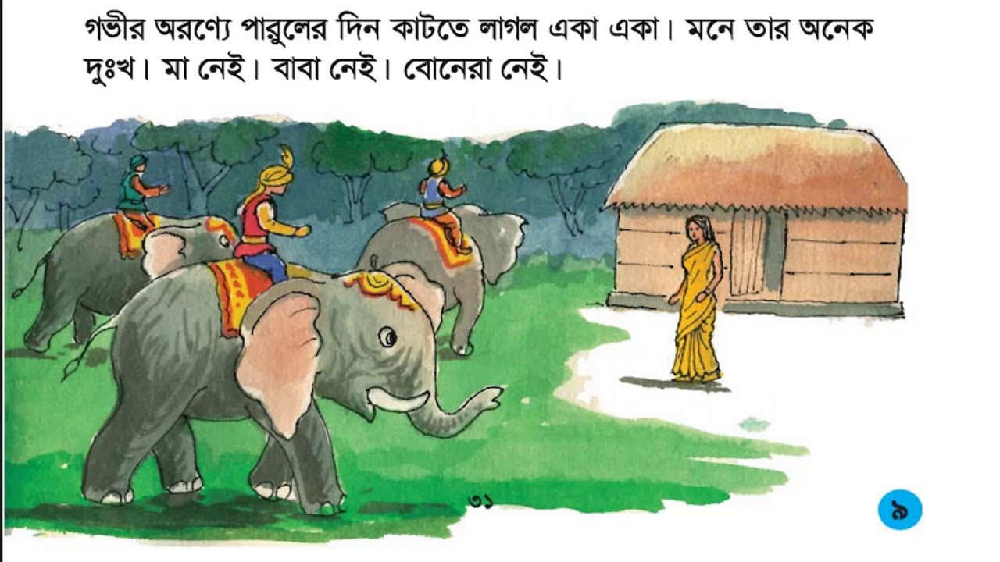 গভীর অরণ্যে পারুলের দিন কাটতে লাগল একা একা। মনে তার অনেক
দুঃখ। মা নেই। বাবা নেই। বোনেরা নেই।
৩১
৯